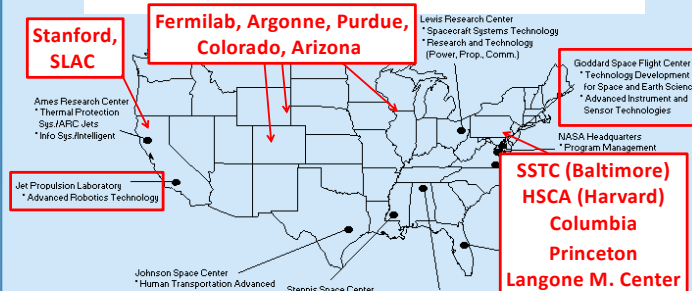 Stanford,
SLAC
Fermilab, Argonne, Purdue,
Colorado, Arizona
Lewis Research Center
* Spacecraft Systems Technology
* Research and Technology
(Power, Prop., Comm.)
Goddard Space Flight Center
* Technology Development
for Space and Earth Scienc
* Advanced Instrument and
Sensor Technologies
Ames Research Center
* Thermal Protection
Sys./ARC Jets
* Info Sys./Intelligent
NASA Headquarters
* Program Management
Jet Propulsion Laboratory
* Advanced Robotics Technology
SSTC (Baltimore)
HSCA (Harvard)
Columbia
Princeton
Langone M. Center
Johnson Space Center
* Human Transportation Advanced
Stennis Space Center